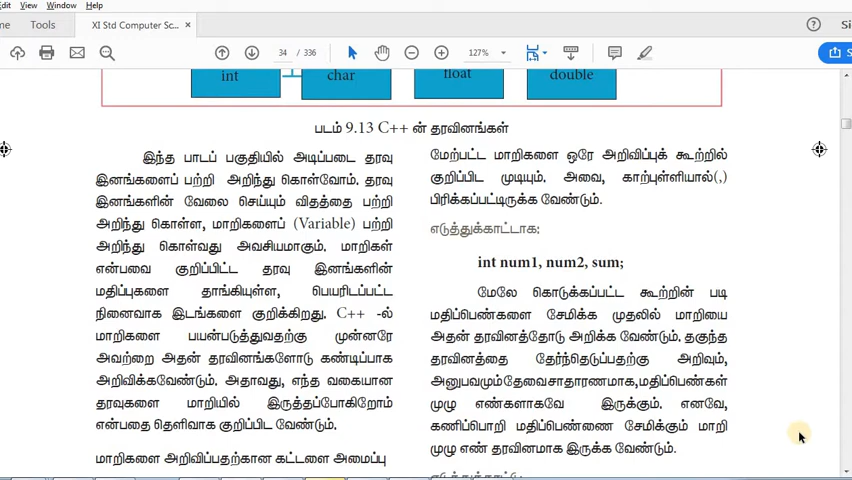 dit View Window Help
me Tools XI Std Computer Sc... × Si
34 / 336 127% S
int char float double
படம் 9.13 C++ ன் தரவினங்கள்
இந்த பாடப் பகுதியில் அடிப்படை தரவு
இனங்களைப் பற்றி அறிந்து கொள்வோம். தரவு
இனங்களின் வேலை செய்யும் விதத்தை பற்றி
அறிந்து கொள்ள, மாறிகளைப் (Variable) பற்றி
அறிந்து கொள்வது அவசியமாகும். மாறிகள்
என்பவை குறிப்பிட்ட தரவு இனங்களின்
மதிப்புகளை தாங்கியுள்ள, பெயரிடப்பட்ட
நினைவாக இடங்களை குறிக்கிறது. C++ -ல்
மாறிகளை பயன்படுத்துவதற்கு முன்னரே
அவற்றை அதன் தரவினங்களோடு கண்டிப்பாக
அறிவிக்கவேண்டும். அதாவது, எந்த வகையான
தரவுகளை மாறியில் இருத்தப்போகிறோம்
என்பதை தெளிவாக குறிப்பிட வேண்டும்.
மாறிகளை அறிவிப்பதற்கான கட்டளை அமைப்பு
மேற்பட்ட மாறிகளை ஒரே அறிவிப்புக் கூற்றில்
குறிப்பிட முடியும். அவை, காற்புள்ளியால்(,)
பிரிக்கப்பட்டிருக்க வேண்டும்.
எடுத்துக்காட்டாக;
int num1, num2, sum;
மேலே கொடுக்கப்பட்ட கூற்றின் படி
மதிப்பெண்களை சேமிக்க முதலில் மாறியை
அதன் தரவினத்தோடு அறிக்க வேண்டும். தகுந்த
தரவினத்தை தேர்ந்தெடுப்பதற்கு அறிவும்,
அனுபவமும்தேவைசாதாரணமாக,மதிப்பெண்கள்
முழு எண்களாகவே இருக்கும். எனவே,
கணிப்பொறி மதிப்பெண்ணை சேமிக்கும் மாறி
முழு எண் தரவினமாக இருக்க வேண்டும்.